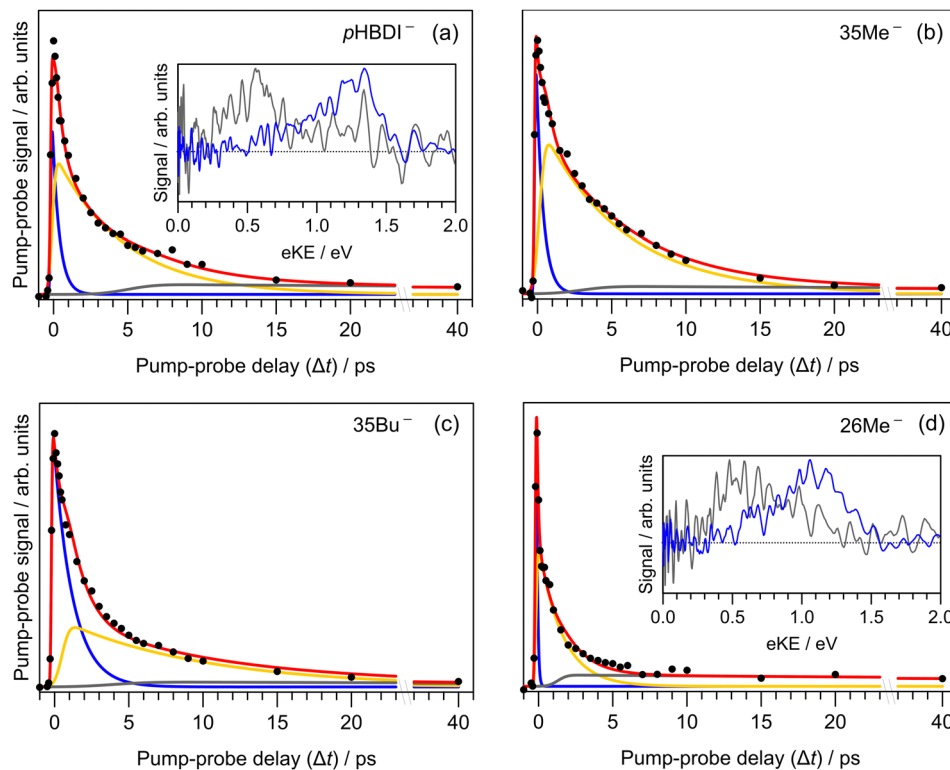 pHBDI⁻ (a)
Pump-probe signal / arb. units
Signal / arb. units
0.0 0.5 1.0 1.5 2.0
eKE / eV
0 5 10 15 20 40
Pump-probe delay (Δt) / ps
35Me⁻ (b)
0 5 10 15 20 40
Pump-probe delay (Δt) / ps
35Bu⁻ (c)
Pump-probe signal / arb. units
0 5 10 15 20 40
Pump-probe delay (Δt) / ps
26Me⁻ (d)
Signal / arb. units
0.0 0.5 1.0 1.5 2.0
eKE / eV
0 5 10 15 20 40
Pump-probe delay (Δt) / ps